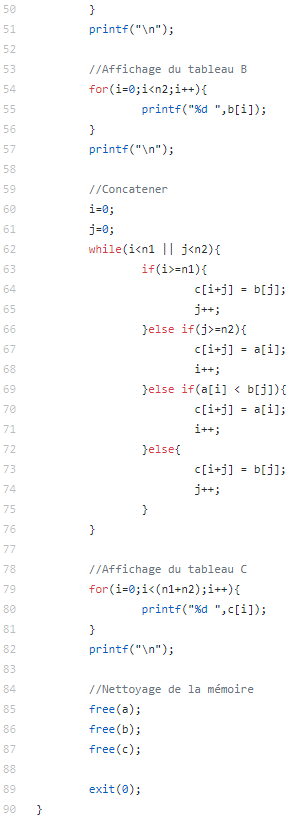 50 }
51 printf("\n");
52
53 //Affichage du tableau B
54 for(i=0;i<n2;i++){
55 printf("%d ",b[i]);
56 }
57 printf("\n");
58
59 //Concatener
60 i=0;
61 j=0;
62 while(i<n1 || j<n2){
63 if(i>=n1){
64 c[i+j] = b[j];
65 j++;
66 }else if(j>=n2){
67 c[i+j] = a[i];
68 i++;
69 }else if(a[i] < b[j]){
70 c[i+j] = a[i];
71 i++;
72 }else{
73 c[i+j] = b[j];
74 j++;
75 }
76 }
77
78 //Affichage du tableau C
79 for(i=0;i<(n1+n2);i++){
80 printf("%d ",c[i]);
81 }
82 printf("\n");
83
84 //Nettoyage de la mémoire
85 free(a);
86 free(b);
87 free(c);
88
89 exit(0);
90 }